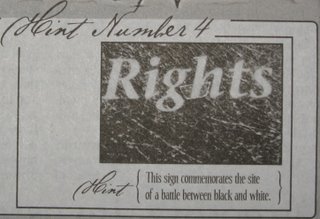 Hint Number 4
Rights
Hint
This sign commemorates the site
of a battle between black and white.